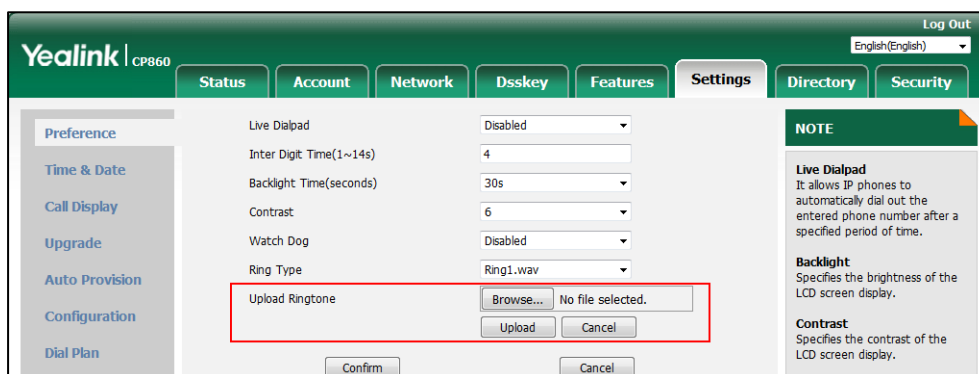 Log Out
Yealink CP860
English(English)
Status Account Network Dsskey Features Settings Directory Security
Preference
Time & Date
Call Display
Upgrade
Auto Provision
Configuration
Dial Plan
Live Dialpad Disabled
Inter Digit Time(1~14s) 4
Backlight Time(seconds) 30s
Contrast 6
Watch Dog Disabled
Ring Type Ring1.wav
Upload Ringtone Browse... No file selected.
Upload Cancel
Confirm Cancel
NOTE
Live Dialpad
It allows IP phones to
automatically dial out the
entered phone number after a
specified period of time.
Backlight
Specifies the brightness of the
LCD screen display.
Contrast
Specifies the contrast of the
LCD screen display.